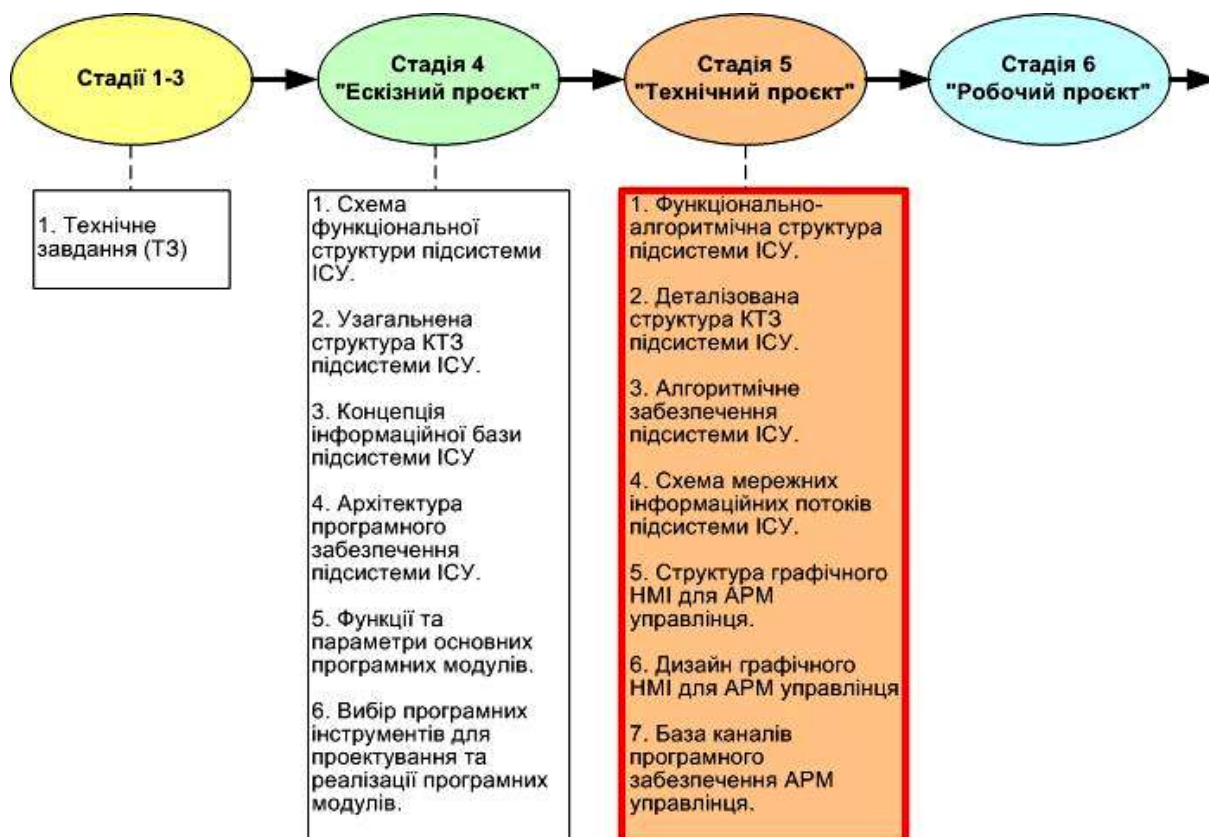 Стадії 1-3
Стадія 4
"Ескізний проєкт"
Стадія 5
"Технічний проєкт"
Стадія 6
"Робочий проєкт"
1. Технічне
завдання (ТЗ)
1. Схема
функціональної
структури підсистеми
ІСУ.
2. Узагальнена
структура КТЗ
підсистеми ІСУ.
3. Концепція
інформаційної бази
підсистеми ІСУ
4. Архітектура
програмного
забезпечення
підсистеми ІСУ.
5. Функції та
параметри основних
програмних модулів.
6. Вибір програмних
інструментів для
проектування та
реалізації програмних
модулів.
1. Функціонально-
алгоритмічна структура
підсистеми ІСУ.
2. Деталізована
структура КТЗ
підсистеми ІСУ.
3. Алгоритмічне
забезпечення
підсистеми ІСУ.
4. Схема мережних
інформаційних потоків
підсистеми ІСУ.
5. Структура графічного
НМІ для АРМ
управлінця.
6. Дизайн графічного
НМІ для АРМ управлінця
7. База каналів
програмного
забезпечення АРМ
управлінця.